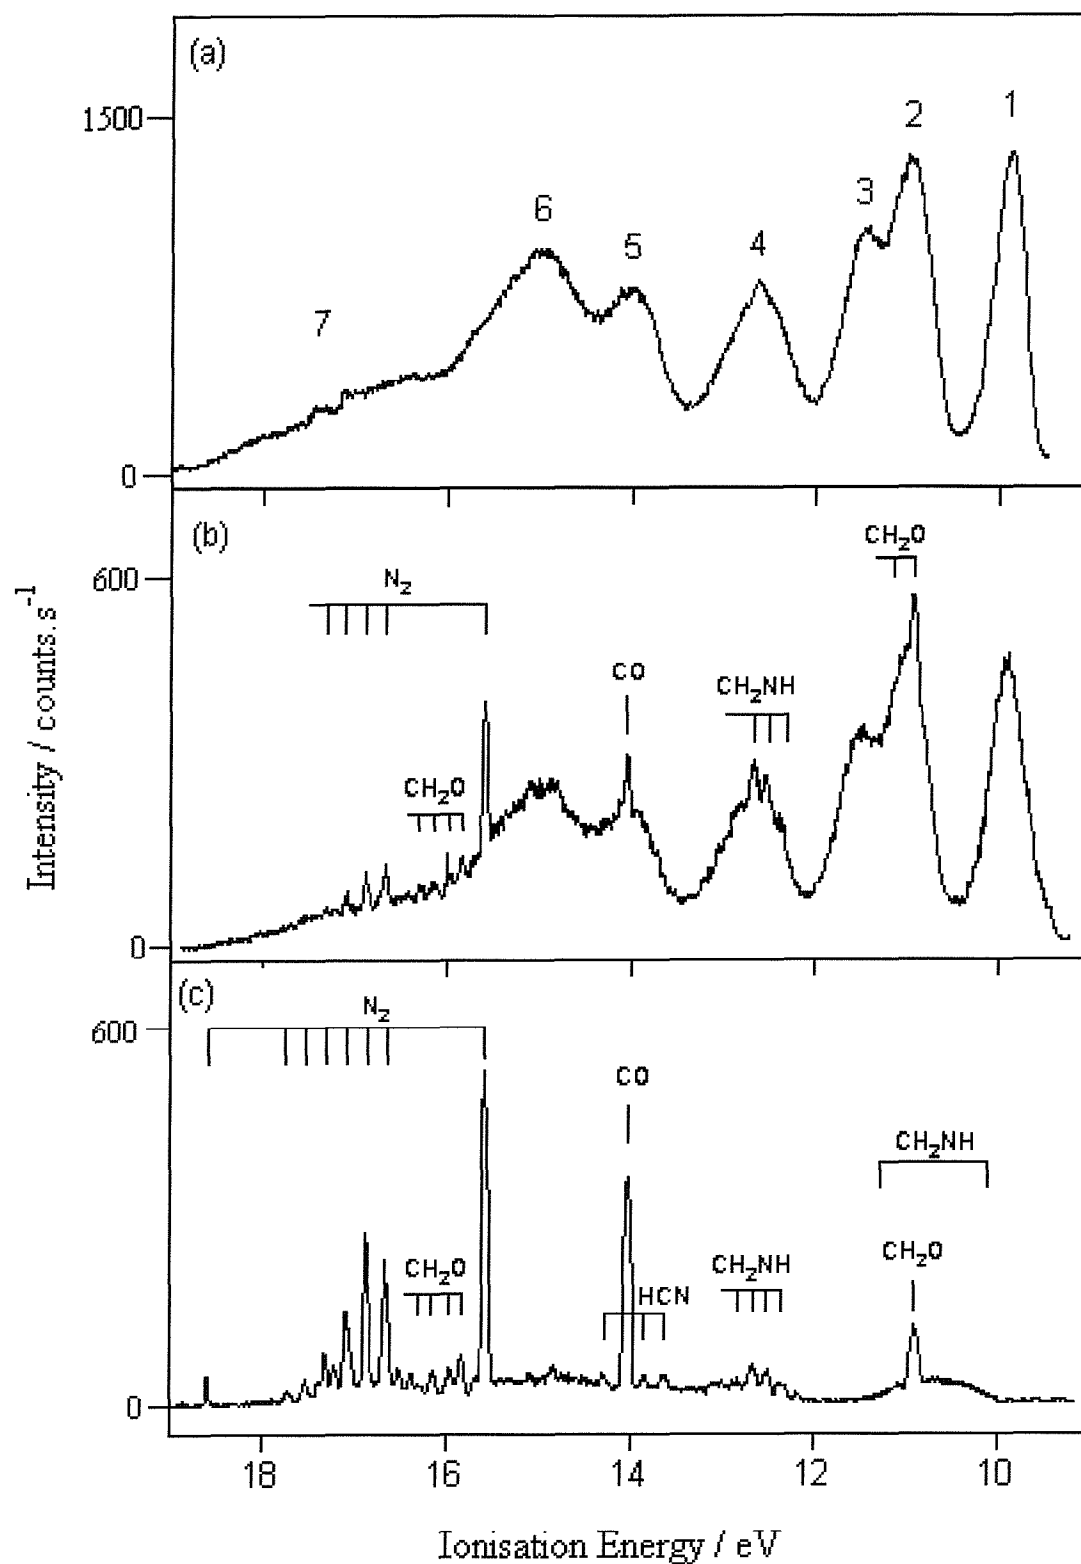 (a)
1500
0
1
2
3
4
5
6
7
(b)
600
0
N₂
CH₂O
CO
CH₂NH
CH₂O
Intensity / counts.s⁻¹
(c)
600
0
N₂
CH₂O
CO
HCN
CH₂NH
CH₂NH
CH₂O
18 16 14 12 10
Ionisation Energy / eV